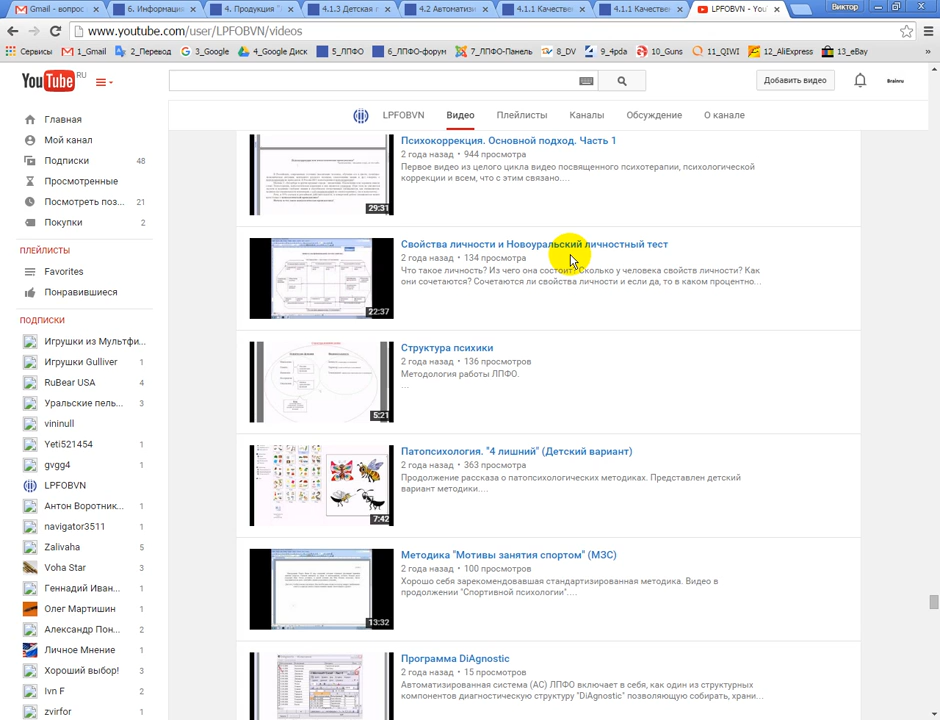 Gmail - вопрос
6. Информаци
4. Продукция "
4.1.3 Детская г
4.2 Автоматиз
4.1.1 Качестве
4.1.1 Качестве
LPFOBVN - You
Виктор
www.youtube.com/user/LPFOBVN/videos
Сервисы
1_Gmail
2_Перевод
3_Google
4_Google Диск
5_ЛПФО
6_ЛПФО-форум
7_ЛПФО-Панель
8_DV
9_4pda
10_Guns
11_QIWI
12_AliExpress
13_eBay
»
YouTube RU
Добавить видео
Brainru
LPFOBVN
Видео
Плейлисты
Каналы
Обсуждение
О канале
Главная
Мой канал
Подписки 48
Просмотренные
Посмотреть поз... 21
Покупки 2
ПЛЕЙЛИСТЫ
Favorites
Понравившиеся
ПОДПИСКИ
Игрушки из Мультфи...
Игрушки Gulliver 1
RuBear USA 4
Уральские пель... 3
vininull
Yeti521454 1
gvgg4 1
LPFOBVN
Антон Воротник... 1
navigator3511 1
Zalivaha 5
Voha Star 3
Геннадий Иван... 1
Олег Мартишин 1
Александр Пон... 2
Личное Мнение 1
Хороший выбор! 3
Ivn F 2
zvirfor 1
Психокоррекция. Основной подход. Часть 1
2 года назад • 944 просмотра
Первое видео из целого цикла видео посвященного психотерапии, психологической
коррекции и всем, что с этим связано....
29:31
Свойства личности и Новоуральский личностный тест
2 года назад • 134 просмотра
Что такое личность? Из чего она состоит? Сколько у человека свойств личности? Как
они сочетаются? Сочетаются ли свойства личности и если да, то в каком процентно...
22:37
Структура психики
2 года назад • 136 просмотров
Методология работы ЛПФО.
...
5:21
Патопсихология. "4 лишний" (Детский вариант)
2 года назад • 363 просмотра
Продолжение рассказа о патопсихологических методиках. Представлен детский
вариант методики....
7:42
Методика "Мотивы занятия спортом" (МЗС)
2 года назад • 100 просмотров
Хорошо себя зарекомендовавшая стандартизированная методика. Видео в
продолжении "Спортивной психологии"....
13:32
Программа DiAgnostic
2 года назад • 15 просмотров
Автоматизированная система (АС) ЛПФО включает в себя, как один из структурных
компонентов диагностическую структуру "DiAgnostic" позволяющую собирать, храни...